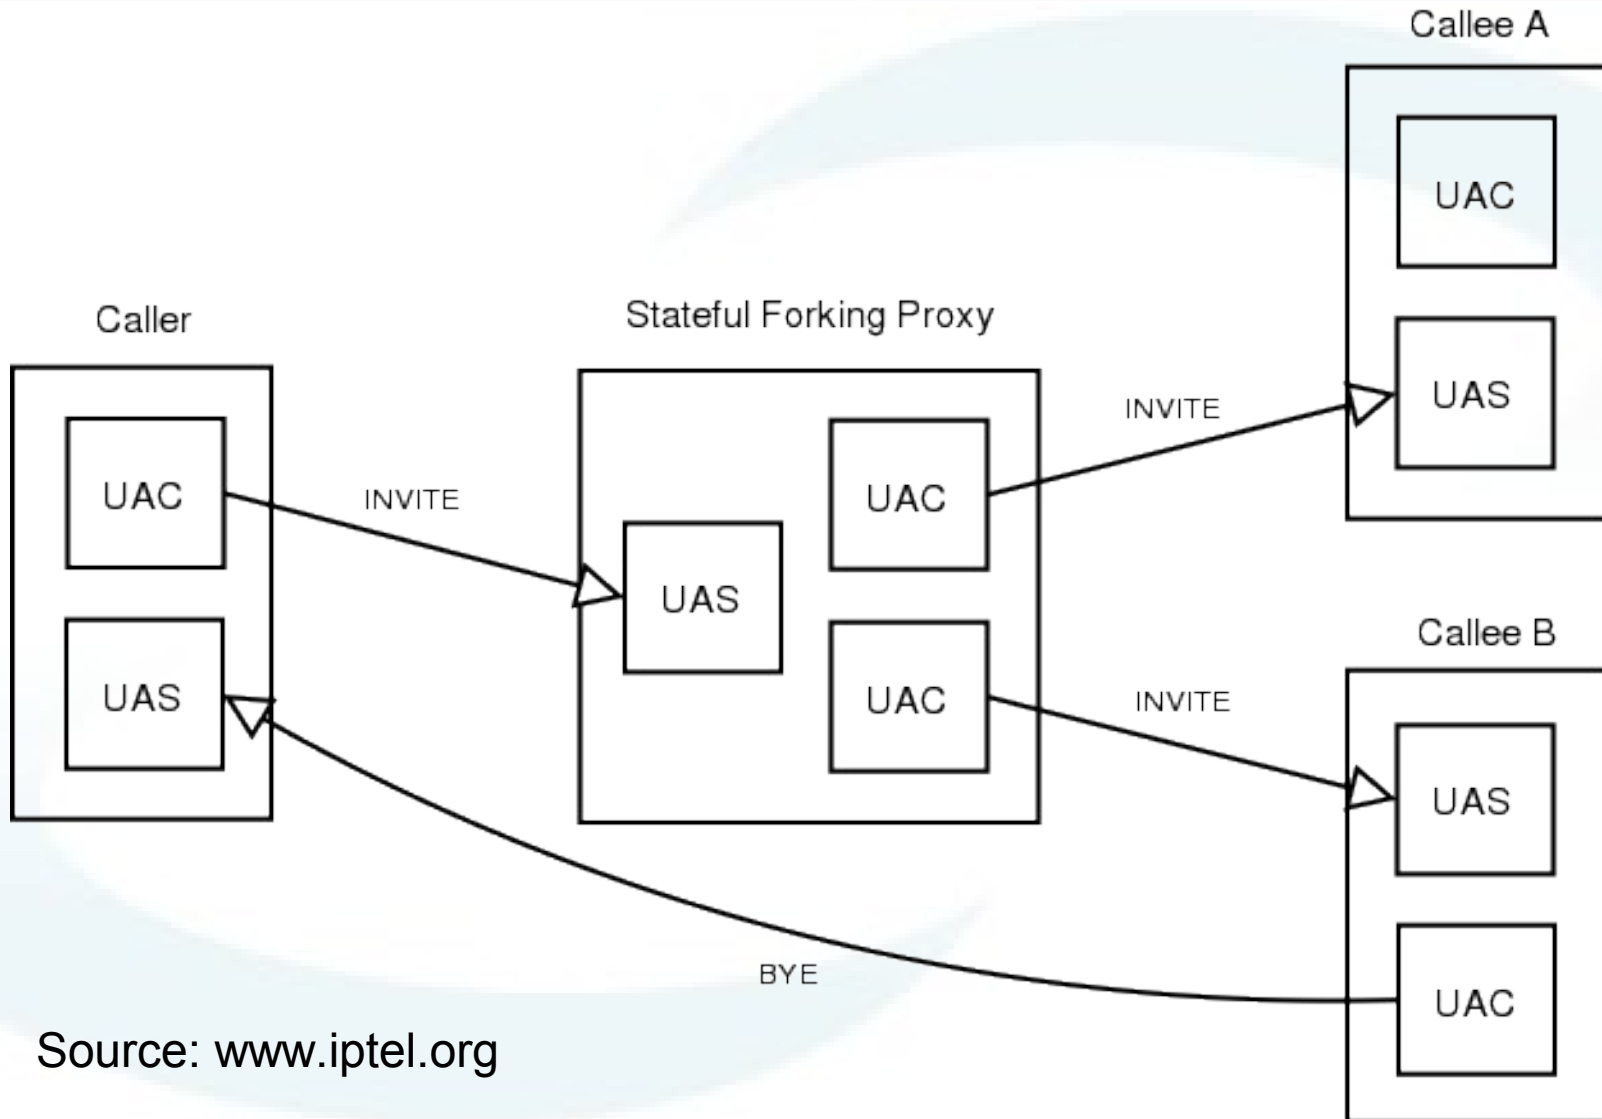 Callee A
UAC
UAS
Caller
UAC
UAS
INVITE
Stateful Forking Proxy
UAS
UAC
UAC
INVITE
INVITE
Callee B
UAS
UAC
BYE
Source: www.iptel.org